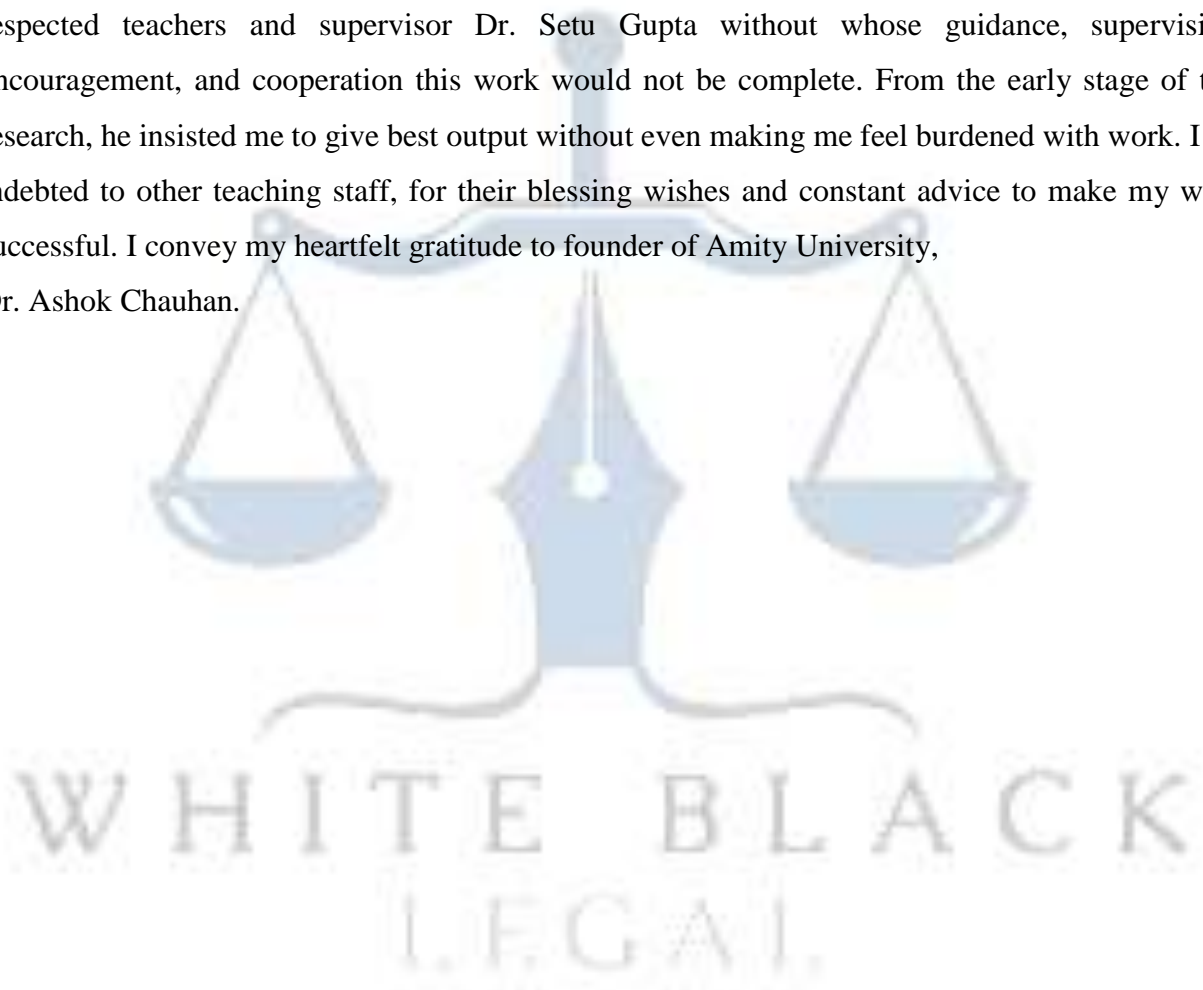 espected teachers and supervisor Dr. Setu Gupta without whose guidance, supervisi
ncouragement, and cooperation this work would not be complete. From the early stage of t
esearch, he insisted me to give best output without even making me feel burdened with work. I
ndebted to other teaching staff, for their blessing wishes and constant advice to make my w
uccessful. I convey my heartfelt gratitude to founder of Amity University,
r. Ashok Chauhan.
WHITE BLACK
LEGAL